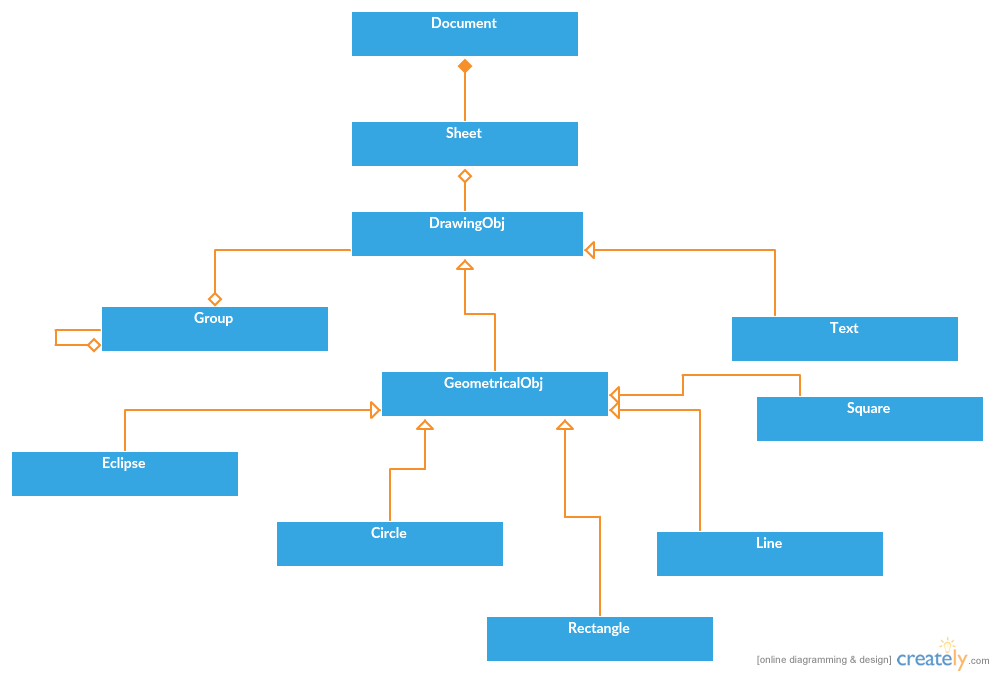 Document
Sheet
DrawingObj
Group
Text
GeometricalObj
Square
Eclipse
Circle
Line
Rectangle
[online diagramming & design] creately.com